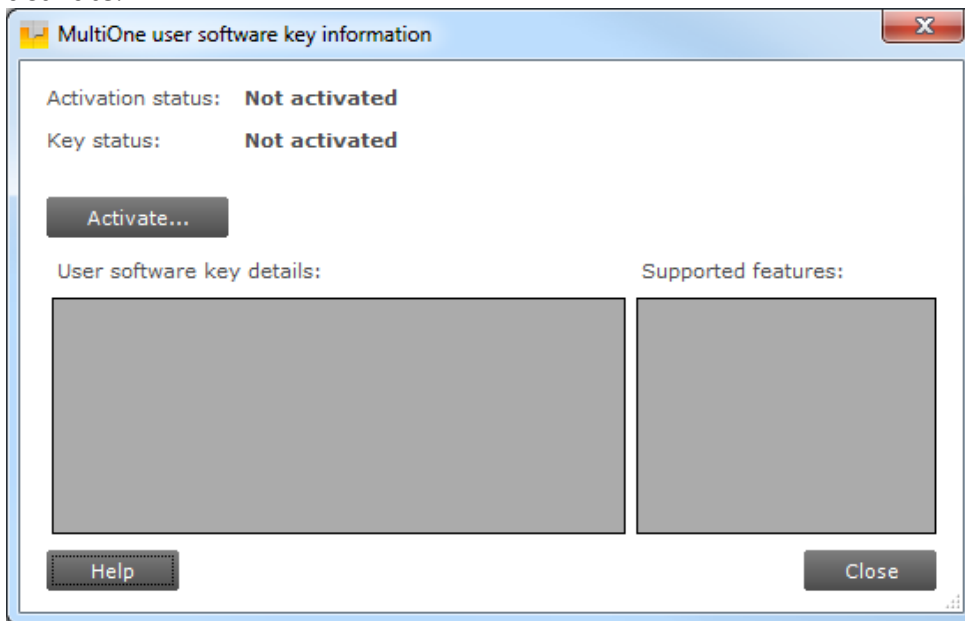 MultiOne user software key information
Activation status: Not activated
Key status: Not activated
Activate...
User software key details: Supported features:
Help Close